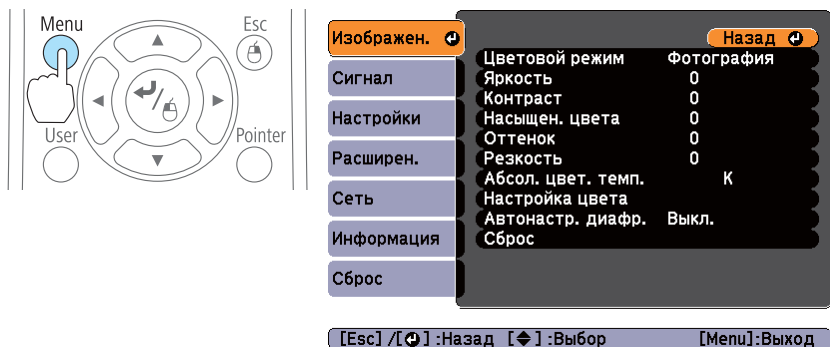 Menu
Esc
User
Pointer
Изображен.
Сигнал
Настройки
Расширен.
Сеть
Информация
Сброс
Назад
Цветовой режим Фотография
Яркость 0
Контраст 0
Насыщен. цвета 0
Оттенок 0
Резкость 0
Абсол. цвет. темп. K
Настройка цвета
Автонастр. диафр. Выкл.
Сброс
[Esc] /[ ] :Назад [ ] :Выбор [Menu]:Выход